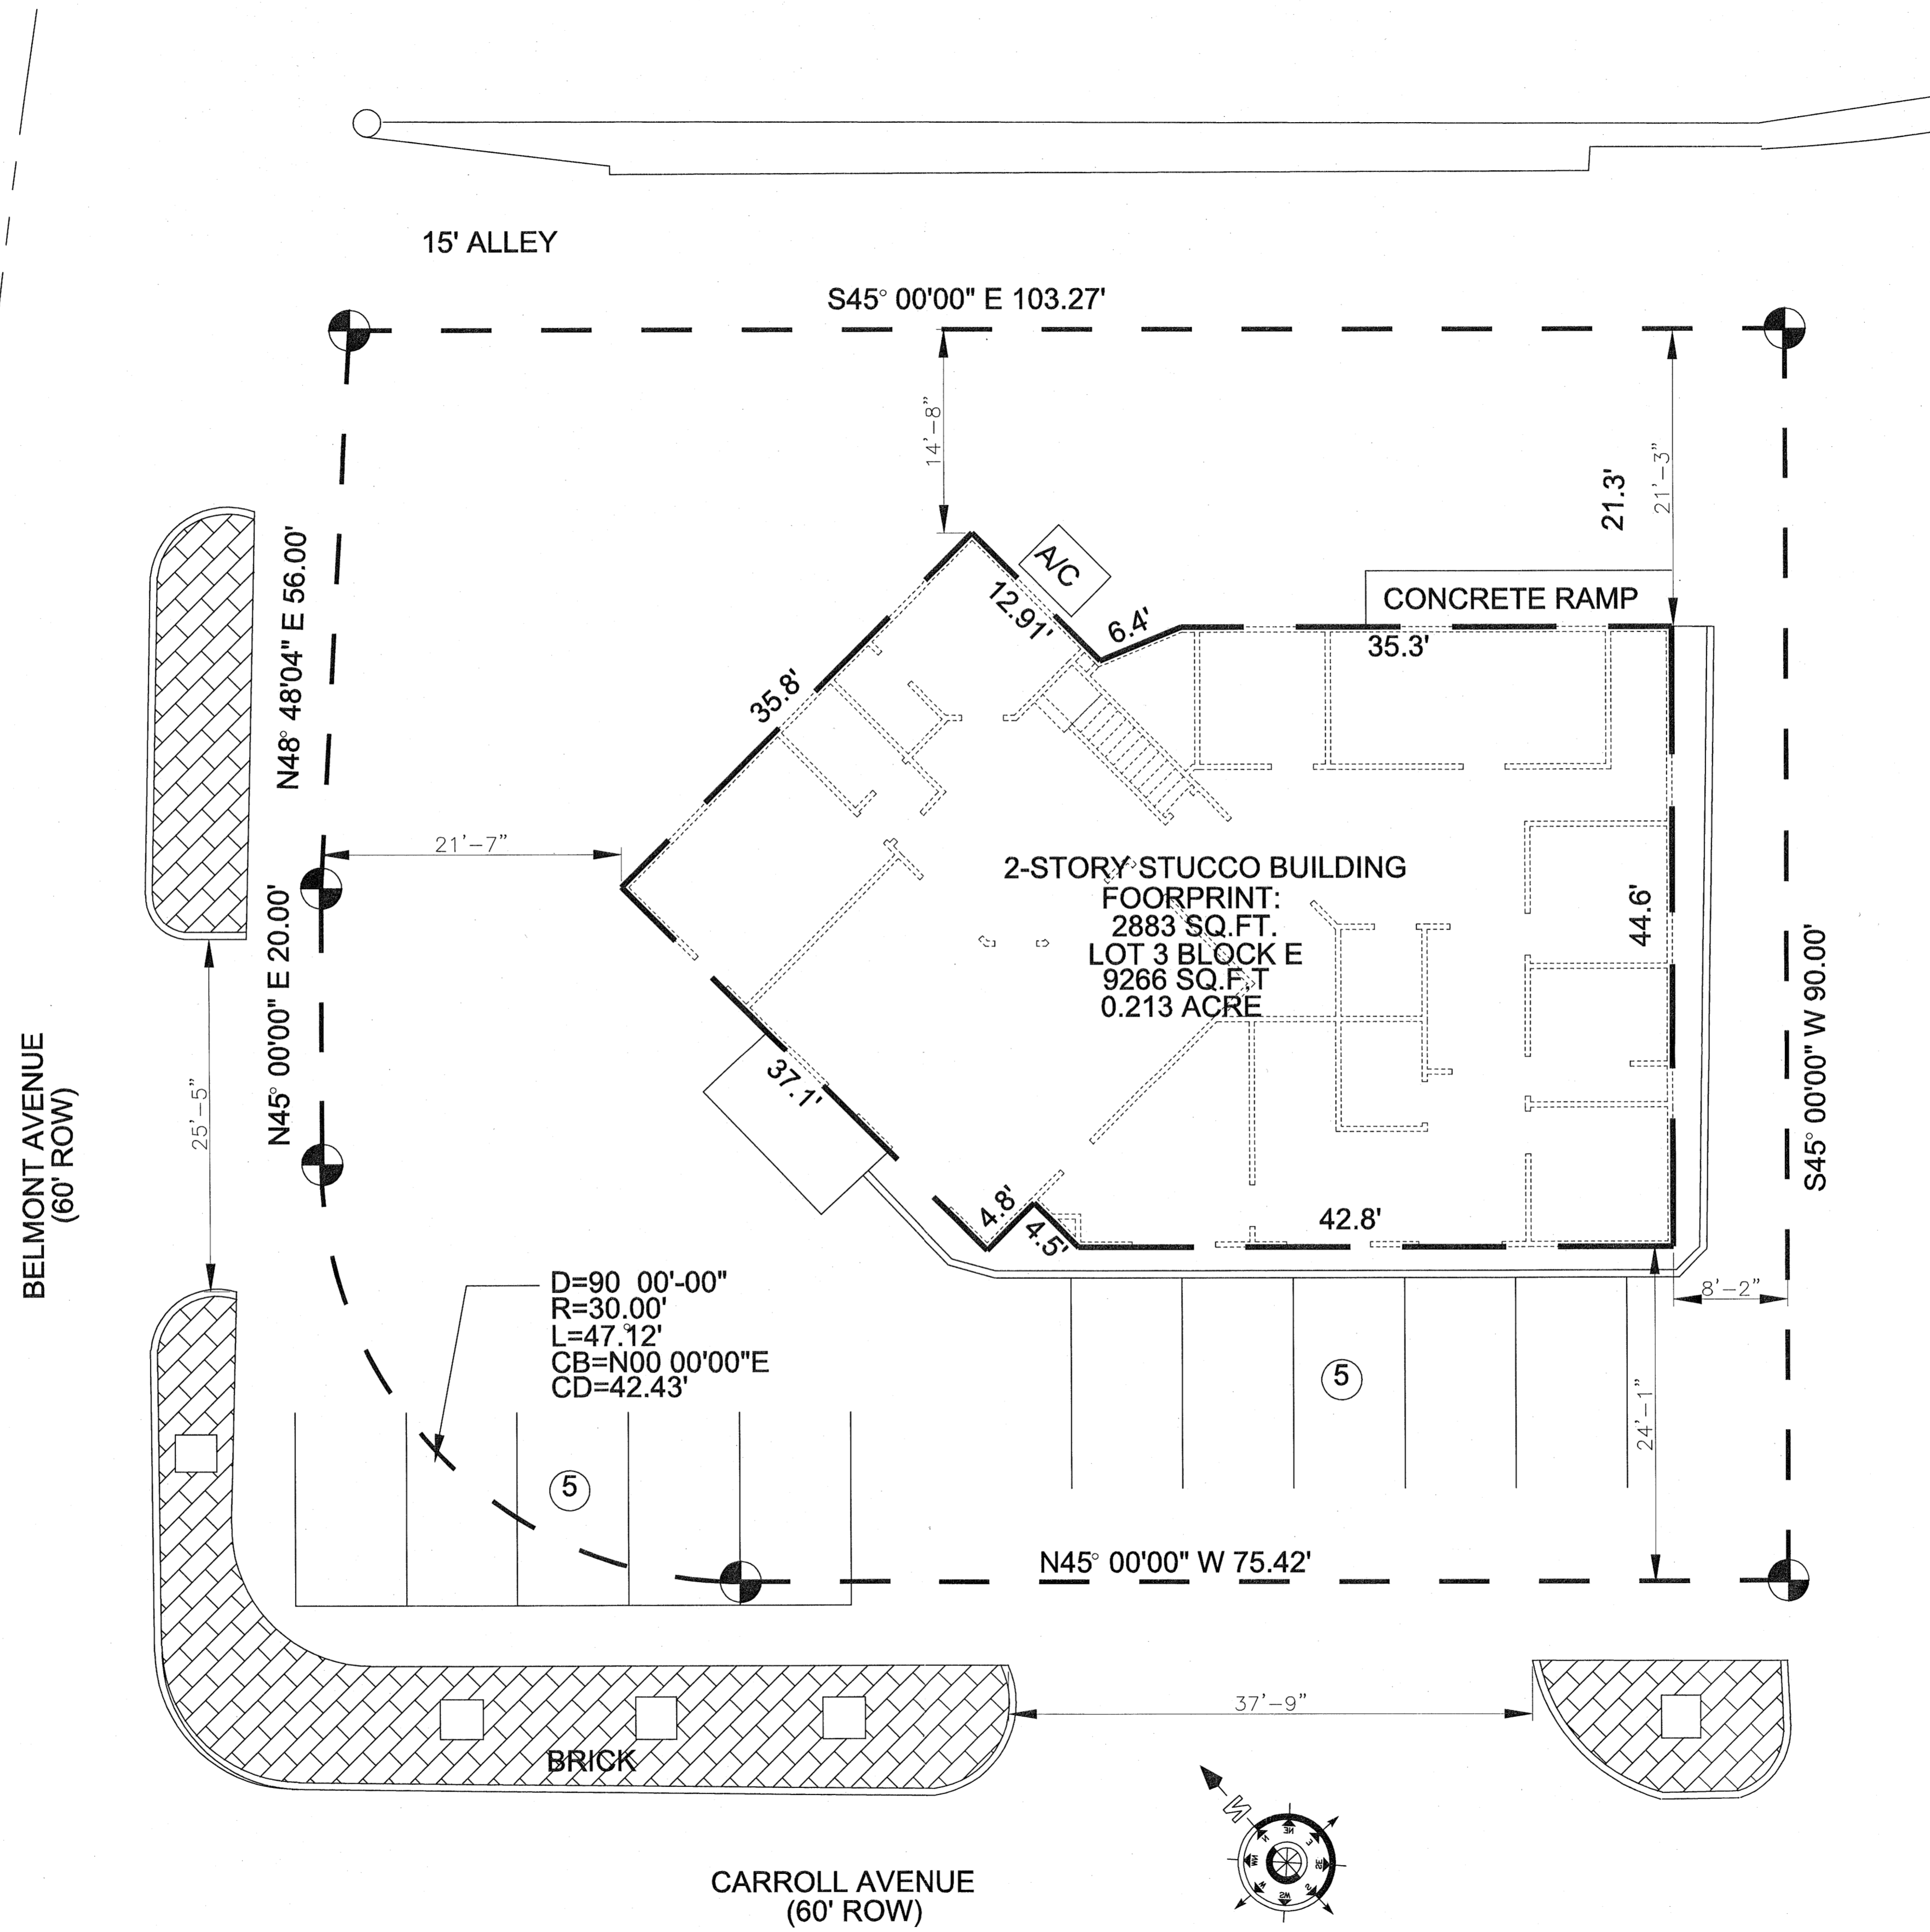 15' ALLEY
S45° 00'00" E 103.27'
14'-8"
21.3'
21'-3"
N48° 48'04" E 56.00'
A/C
12.91'
6.4'
CONCRETE RAMP
35.3'
35.8'
21'-7"
2-STORY STUCCO BUILDING
FOORPRINT:
2883 SQ.FT.
LOT 3 BLOCK E
9266 SQ.F,T
0.213 ACRE
44.6'
N45° 00'00" E 20.00'
S45° 00'00" W 90.00'
BELMONT AVENUE
(60' ROW)
25'-5"
37.1'
4.8'
4.5'
42.8'
8'-2"
D=90 00'-00"
R=30.00'
L=47.°12'
CB=N00 00'00"E
CD=42.43'
5
5
24'-1"
N45° 00'00" W 75.42'
37'-9"
BRICK
N
N
NE
E
SE
S
WS
W
WN
CARROLL AVENUE
(60' ROW)